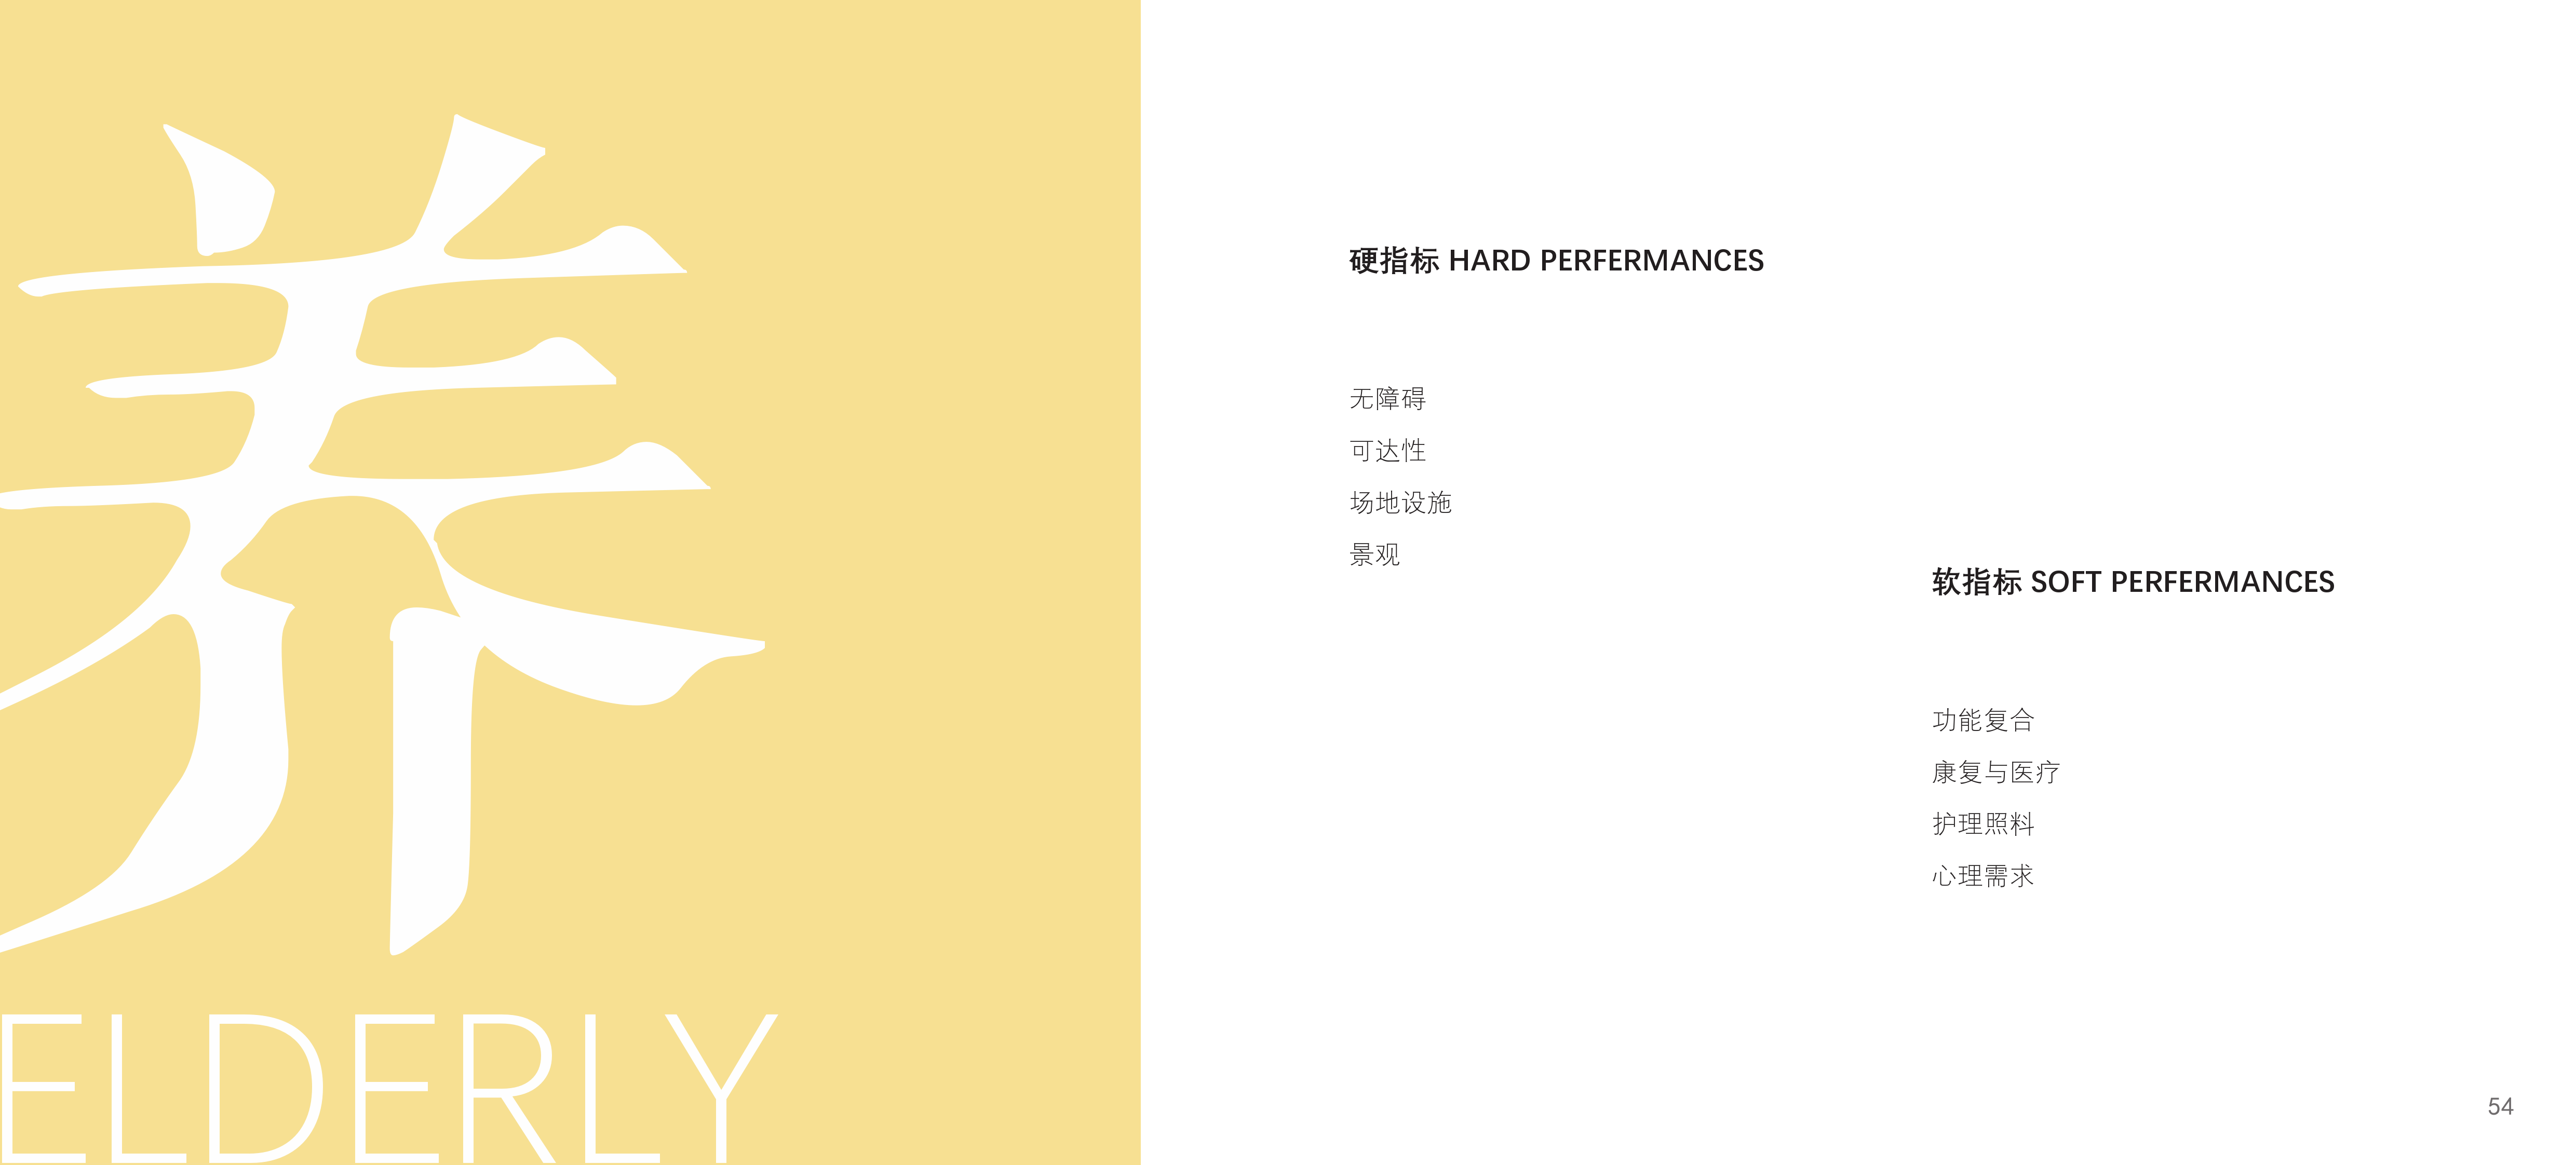 养
ELDERLY
硬指标 HARD PERFERMANCES
无障碍
可达性
场地设施
景观
软指标 SOFT PERFERMANCES
功能复合
康复与医疗
护理照料
心理需求
54